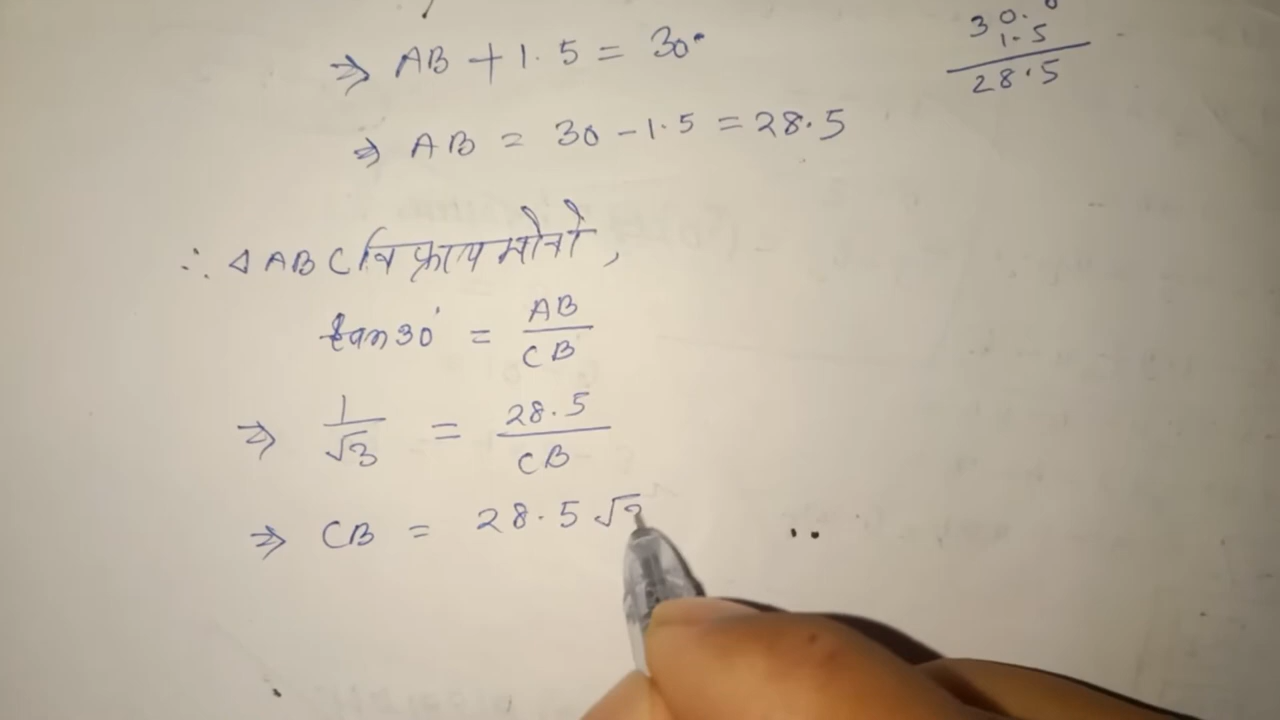 ⇒ AB + 1.5 = 30
30.0
1.5
28.5
⇒ AB = 30 - 1.5 = 28.5
∴ △ ABC नि फ्राय मोनो,
tan 30° = AB/CB
⇒ 1/√3 = 28.5/CB
⇒ CB = 28.5 √3